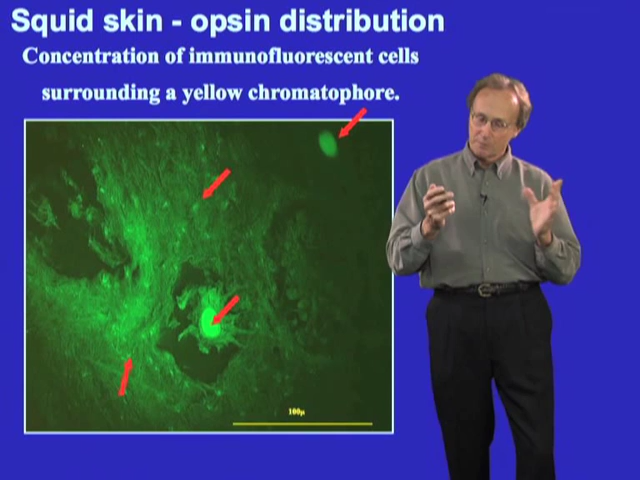 Squid skin - opsin distribution
Concentration of immunofluorescent cells
surrounding a yellow chromatophore.
100μ